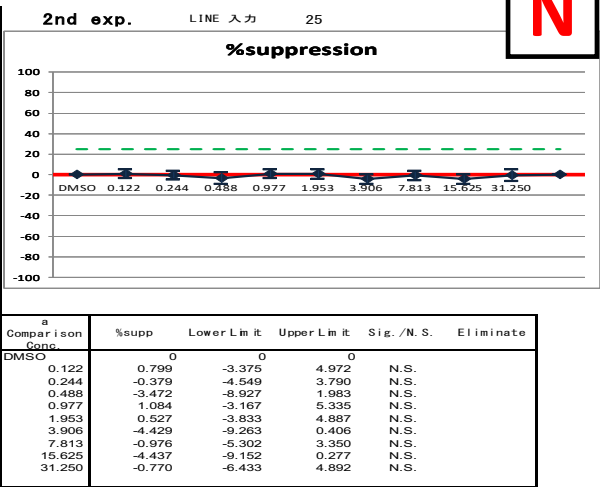 2nd exp. LINE 入力 25
N
%suppression
100
80
60
40
20
0
DMSO 0.122 0.244 0.488 0.977 1.953 3.906 7.813 15.625 31.250
-20
-40
-60
-80
-100
a
Comparison %supp LowerLimit UpperLimit Sig./N.S. Eliminate
Conc.
DMSO 0 0 0
0.122 0.799 -3.375 4.972 N.S.
0.244 -0.379 -4.549 3.790 N.S.
0.488 -3.472 -8.927 1.983 N.S.
0.977 1.084 -3.167 5.335 N.S.
1.953 0.527 -3.833 4.887 N.S.
3.906 -4.429 -9.263 0.406 N.S.
7.813 -0.976 -5.302 3.350 N.S.
15.625 -4.437 -9.152 0.277 N.S.
31.250 -0.770 -6.433 4.892 N.S.